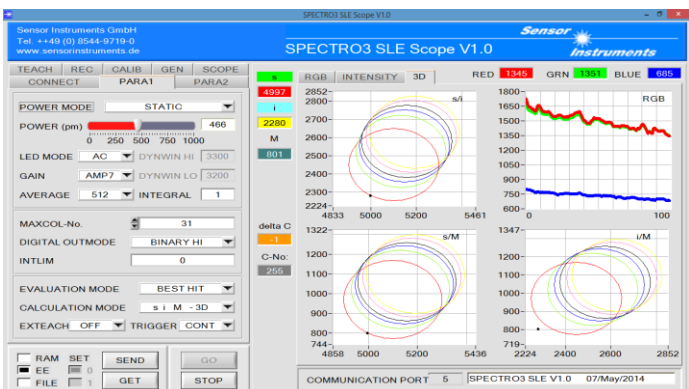 SPECTRO3 SLE Scope V1.0
Sensor Instruments GmbH
Tel. ++49 (0) 8544-9719-0
www.sensorinstruments.de
SPECTRO3 SLE Scope V1.0
Sensor
Instruments
TEACH REC CALIB GEN SCOPE
CONNECT PARA1 PARA2
POWER MODE STATIC
POWER (pm) 466
0 250 500 750 1000
LED MODE AC DYNWIN HI 3300
GAIN AMP7 DYNWIN LO 3200
AVERAGE 512 INTEGRAL 1
MAXCOL-No. 31
DIGITAL OUTMODE BINARY HI
INTLIM 0
EVALUATION MODE BEST HIT
CALCULATION MODE s i M - 3D
EXTEACH OFF TRIGGER CONT
RAM SET SEND GO
EE 0
FILE 1 GET STOP
s
4997
i
2280
M
801
delta C
-1
C-No:
255
RGB INTENSITY 3D RED 1345 GRN 1351 BLUE 685
s/i
2852
2800
2700
2600
2500
2400
2300
2224
4833 5000 5200 5461
RGB
1800
1650
1500
1350
1200
1050
900
750
600
0 100
s/M
1322
1200
1100
1000
900
800
744
4858 5000 5200 5436
i/M
1347
1200
1100
1000
900
800
719
2224 2400 2600 2852
COMMUNICATION PORT 5 SPECTRO3 SLE V1.0 07/May/2014